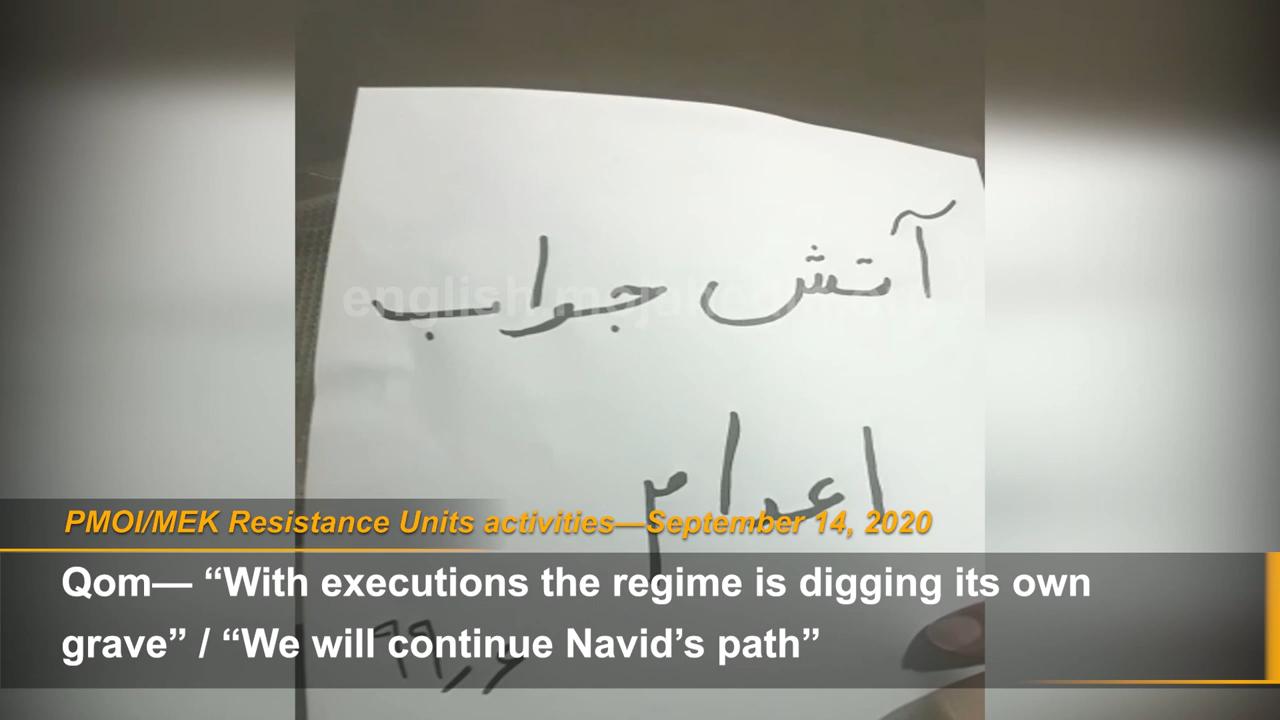 آتش جواب
اعدام
PMOI/MEK Resistance Units activities—September 14, 2020
Qom— “With executions the regime is digging its own
grave” / “We will continue Navid’s path”